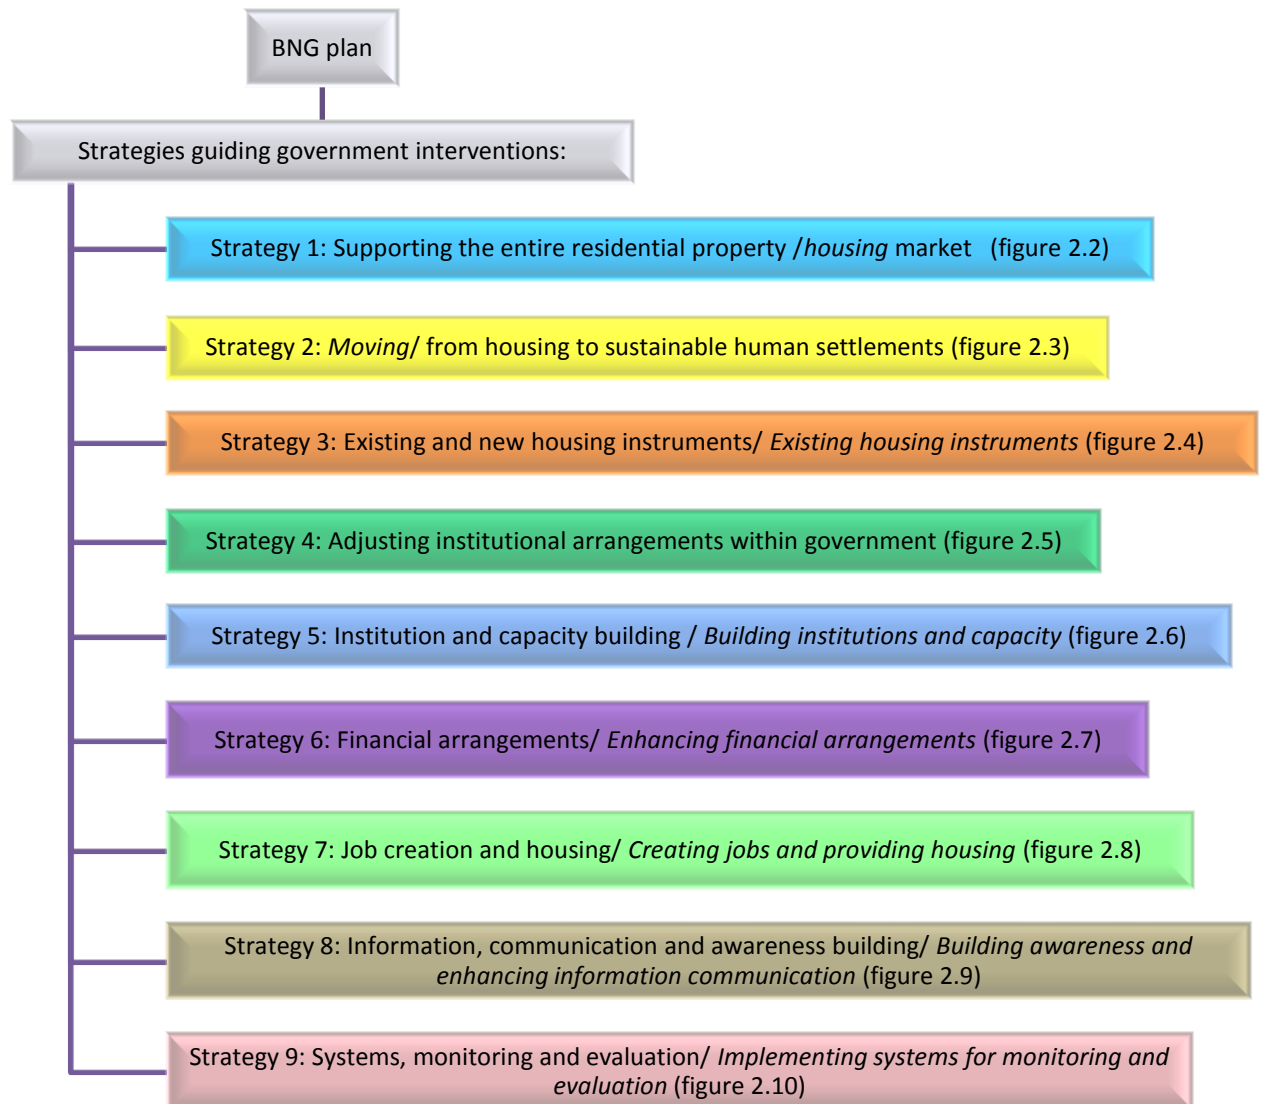 BNG plan
Strategies guiding government interventions:
Strategy 1: Supporting the entire residential property /housing market (figure 2.2)
Strategy 2: Moving/ from housing to sustainable human settlements (figure 2.3)
Strategy 3: Existing and new housing instruments/ Existing housing instruments (figure 2.4)
Strategy 4: Adjusting institutional arrangements within government (figure 2.5)
Strategy 5: Institution and capacity building / Building institutions and capacity (figure 2.6)
Strategy 6: Financial arrangements/ Enhancing financial arrangements (figure 2.7)
Strategy 7: Job creation and housing/ Creating jobs and providing housing (figure 2.8)
Strategy 8: Information, communication and awareness building/ Building awareness and
enhancing information communication (figure 2.9)
Strategy 9: Systems, monitoring and evaluation/ Implementing systems for monitoring and
evaluation (figure 2.10)